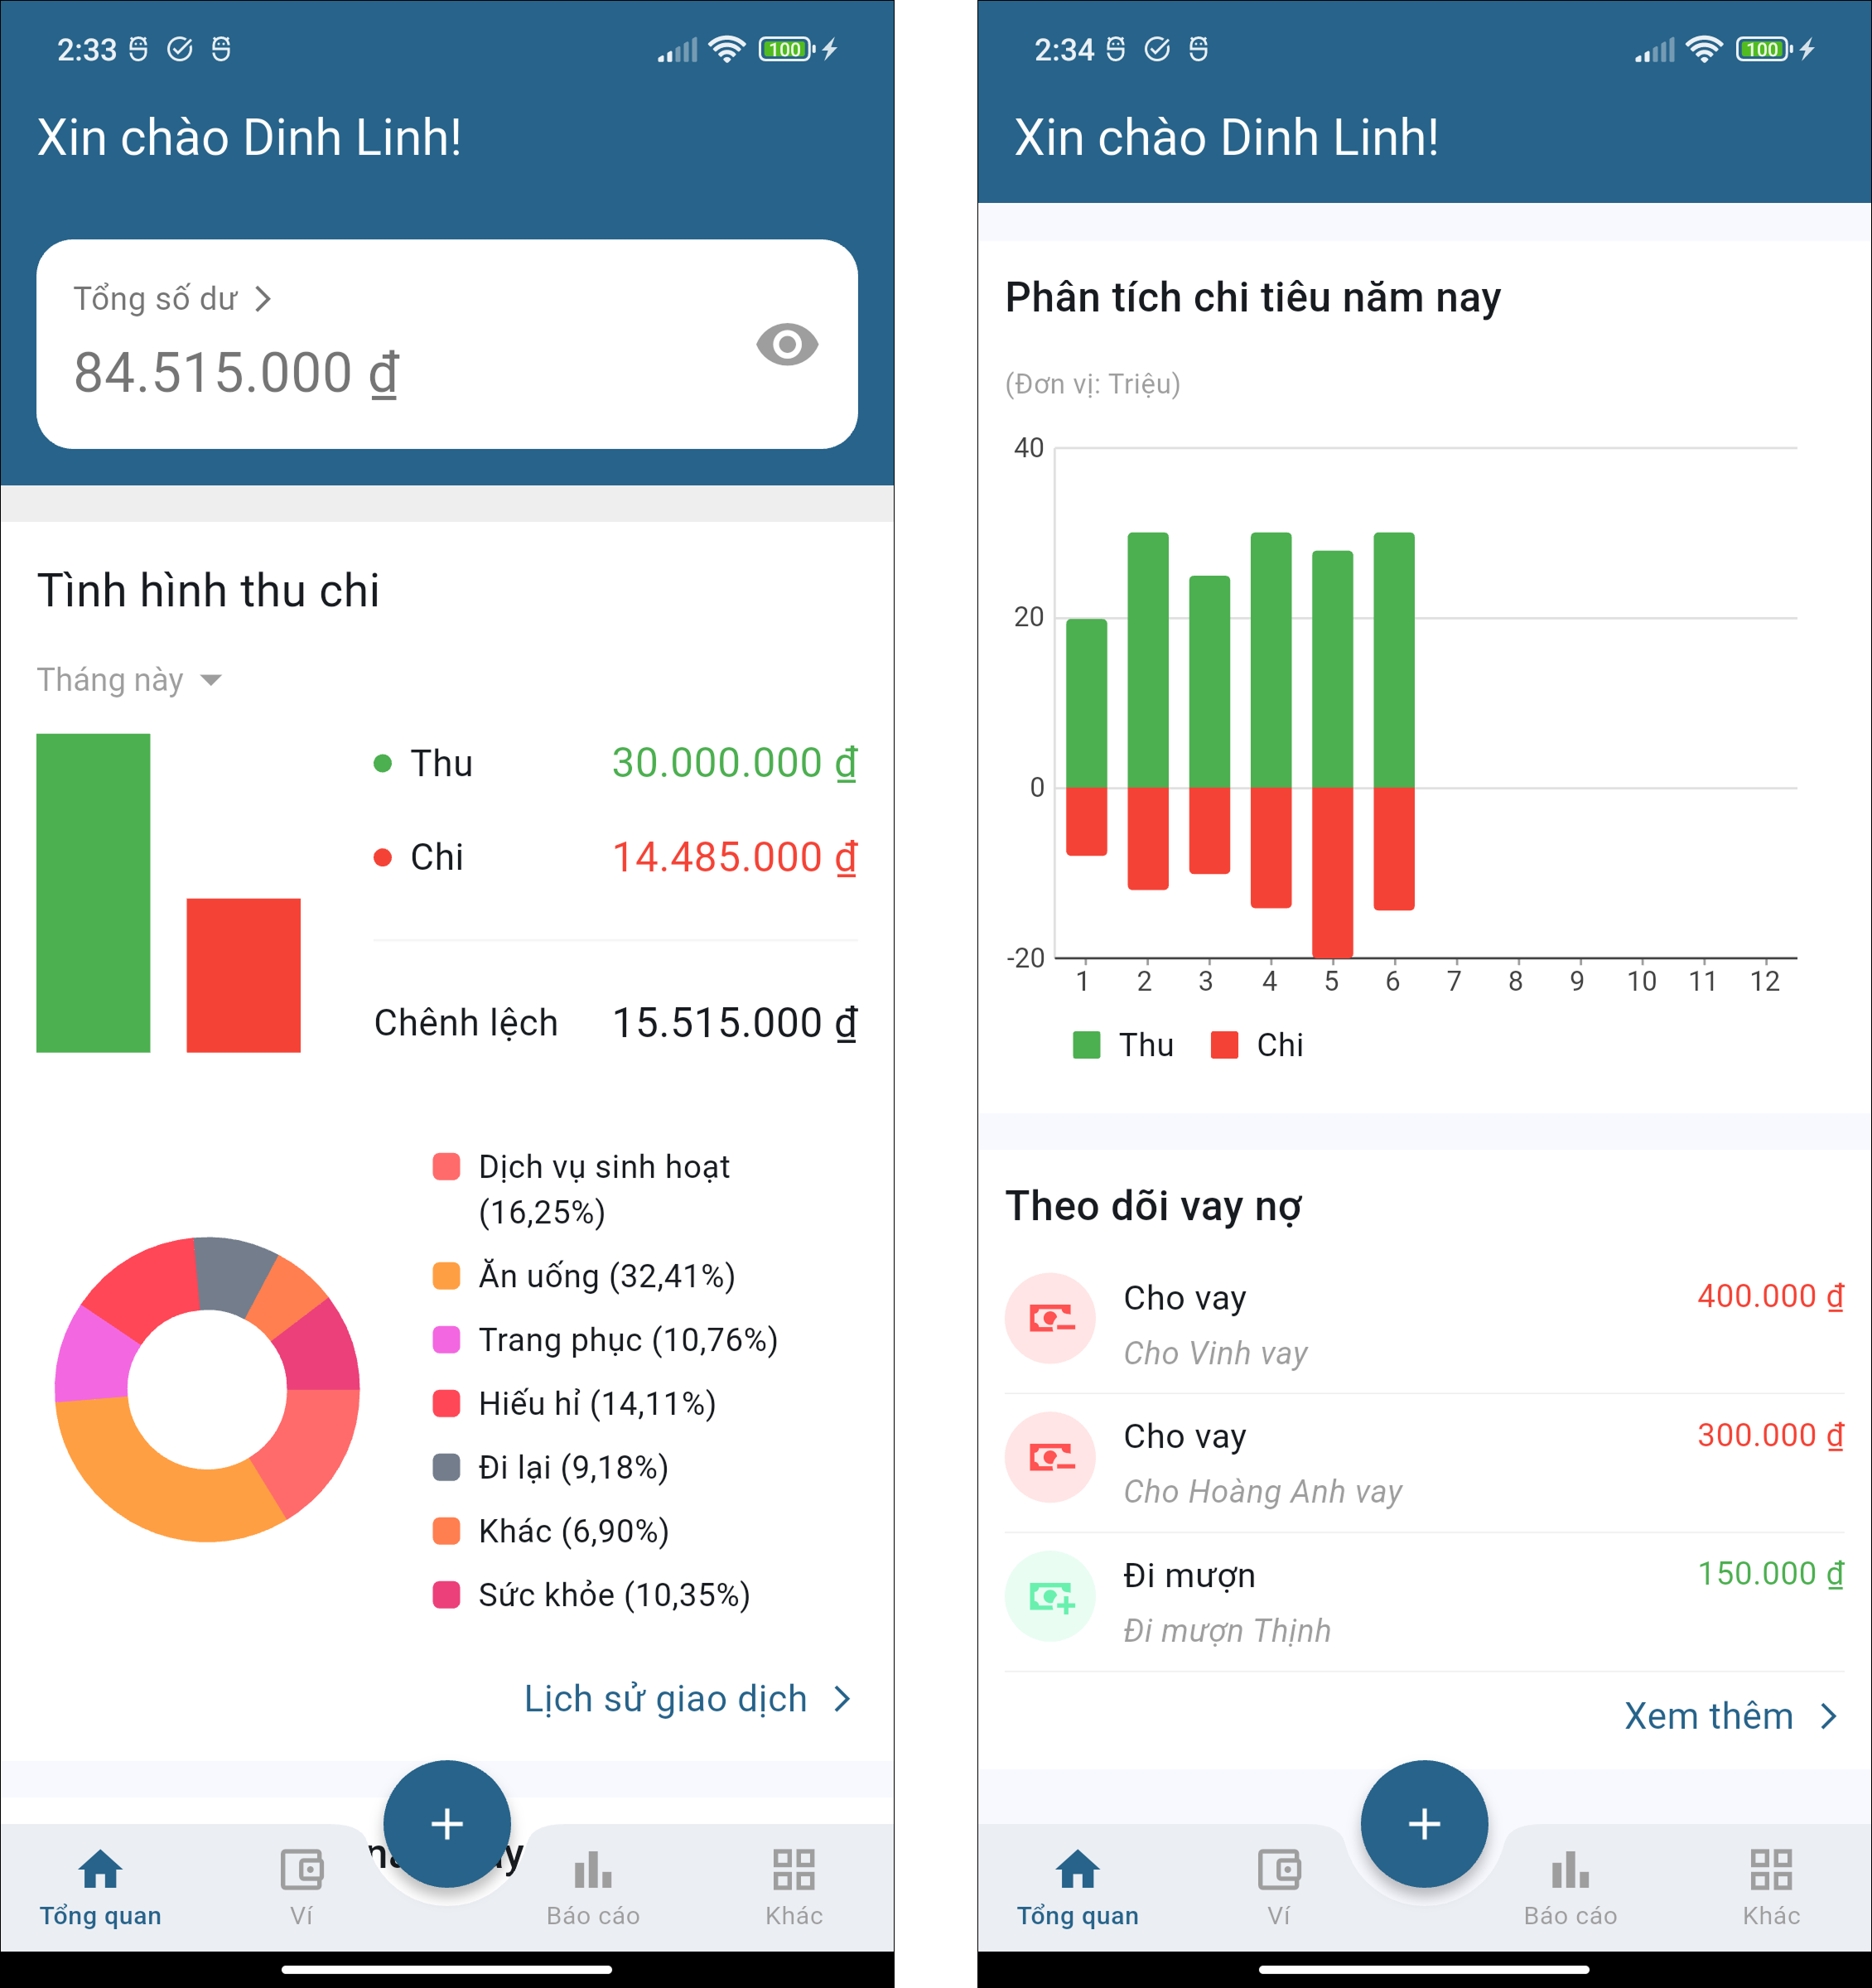 2:33
100
Xin chào Dinh Linh!
Tổng số dư
84.515.000 ₫
Tình hình thu chi
Tháng này
Thu 30.000.000 ₫
Chi 14.485.000 ₫
Chênh lệch 15.515.000 ₫
Dịch vụ sinh hoạt
(16,25%)
Ăn uống (32,41%)
Trang phục (10,76%)
Hiếu hỉ (14,11%)
Đi lại (9,18%)
Khác (6,90%)
Sức khỏe (10,35%)
Lịch sử giao dịch
Tổng quan Ví Báo cáo Khác
2:34
100
Xin chào Dinh Linh!
Phân tích chi tiêu năm nay
(Đơn vị: Triệu)
40
20
0
-20
1 2 3 4 5 6 7 8 9 10 11 12
Thu Chi
Theo dõi vay nợ
Cho vay 400.000 ₫
Cho Vinh vay
Cho vay 300.000 ₫
Cho Hoàng Anh vay
Đi mượn 150.000 ₫
Đi mượn Thịnh
Xem thêm
Tổng quan Ví Báo cáo Khác